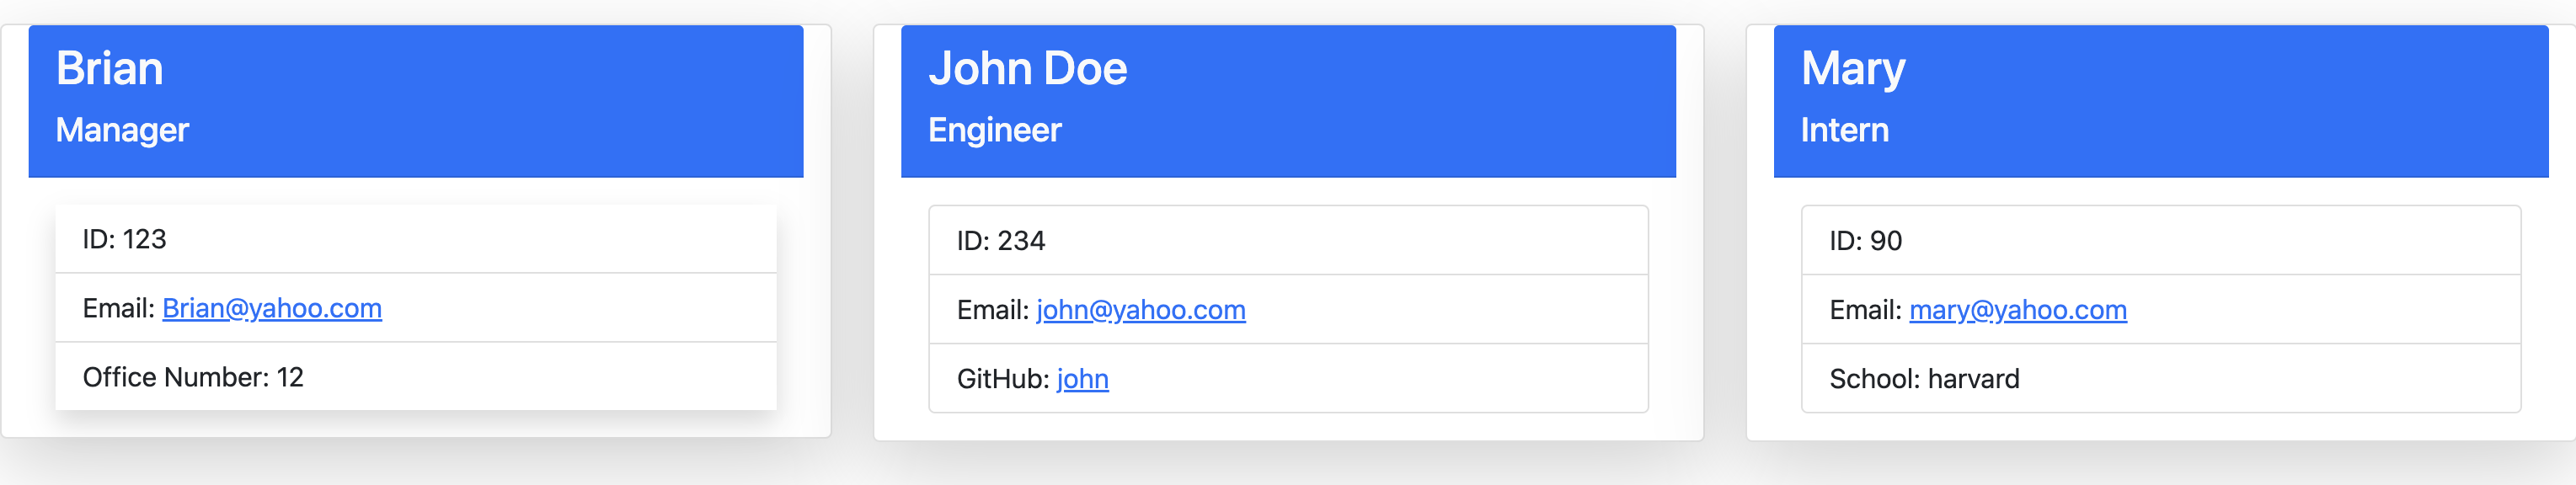 Brian
Manager
ID: 123
Email: Brian@yahoo.com
Office Number: 12
John Doe
Engineer
ID: 234
Email: john@yahoo.com
GitHub: john
Mary
Intern
ID: 90
Email: mary@yahoo.com
School: harvard